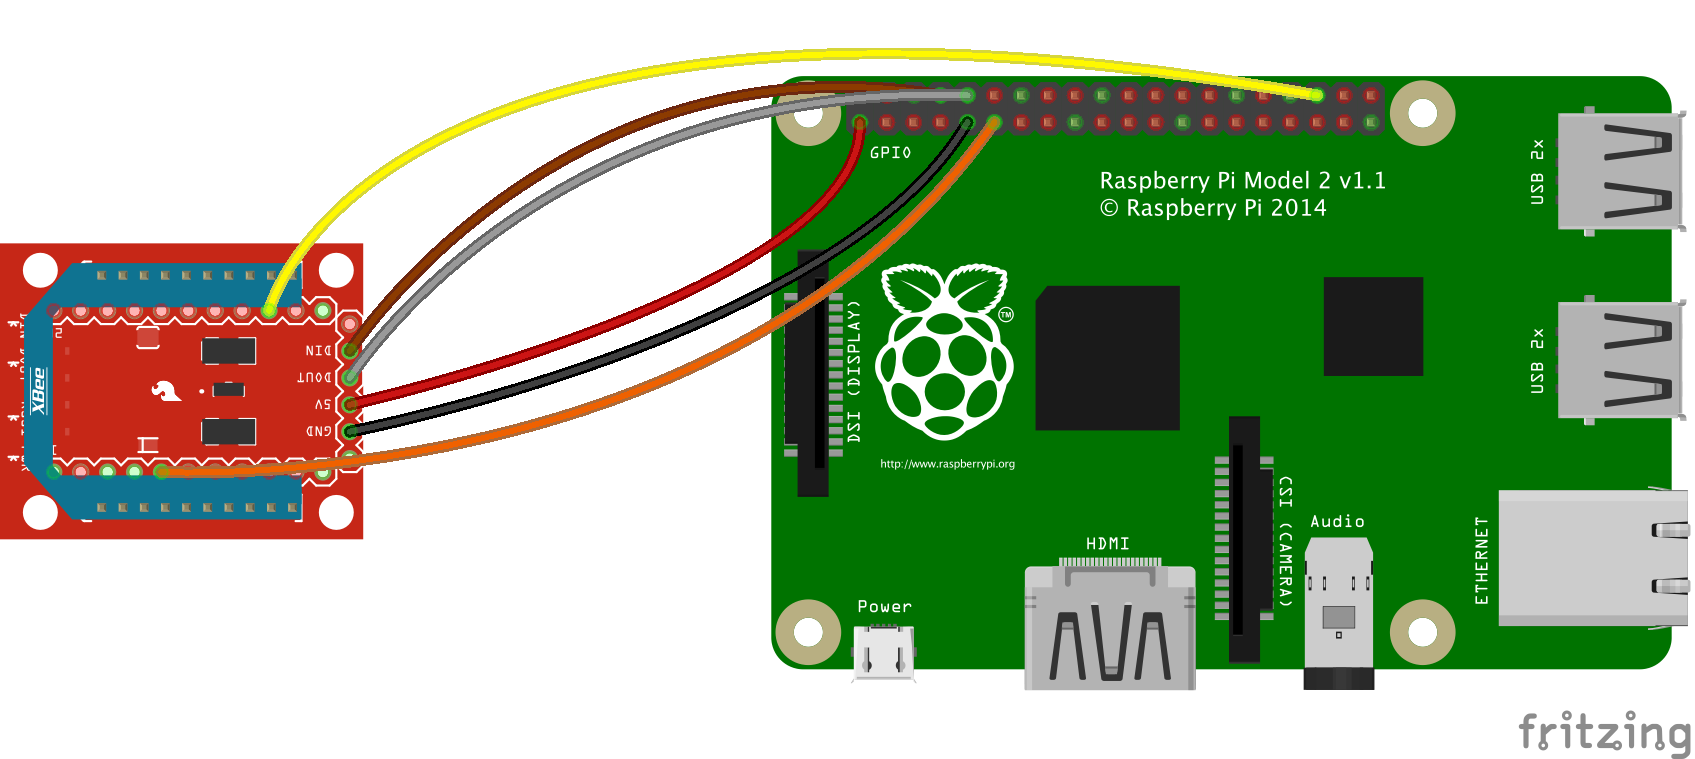 GPIO
Raspberry Pi Model 2 v1.1
© Raspberry Pi 2014
USB 2x
USB 2x
DIN
DOUT
5V
GND
XBee
DSI (DISPLAY)
TM
http://www.raspberrypi.org
CSI (CAMERA)
Audio
ETHERNET
HDMI
Power
fritzing